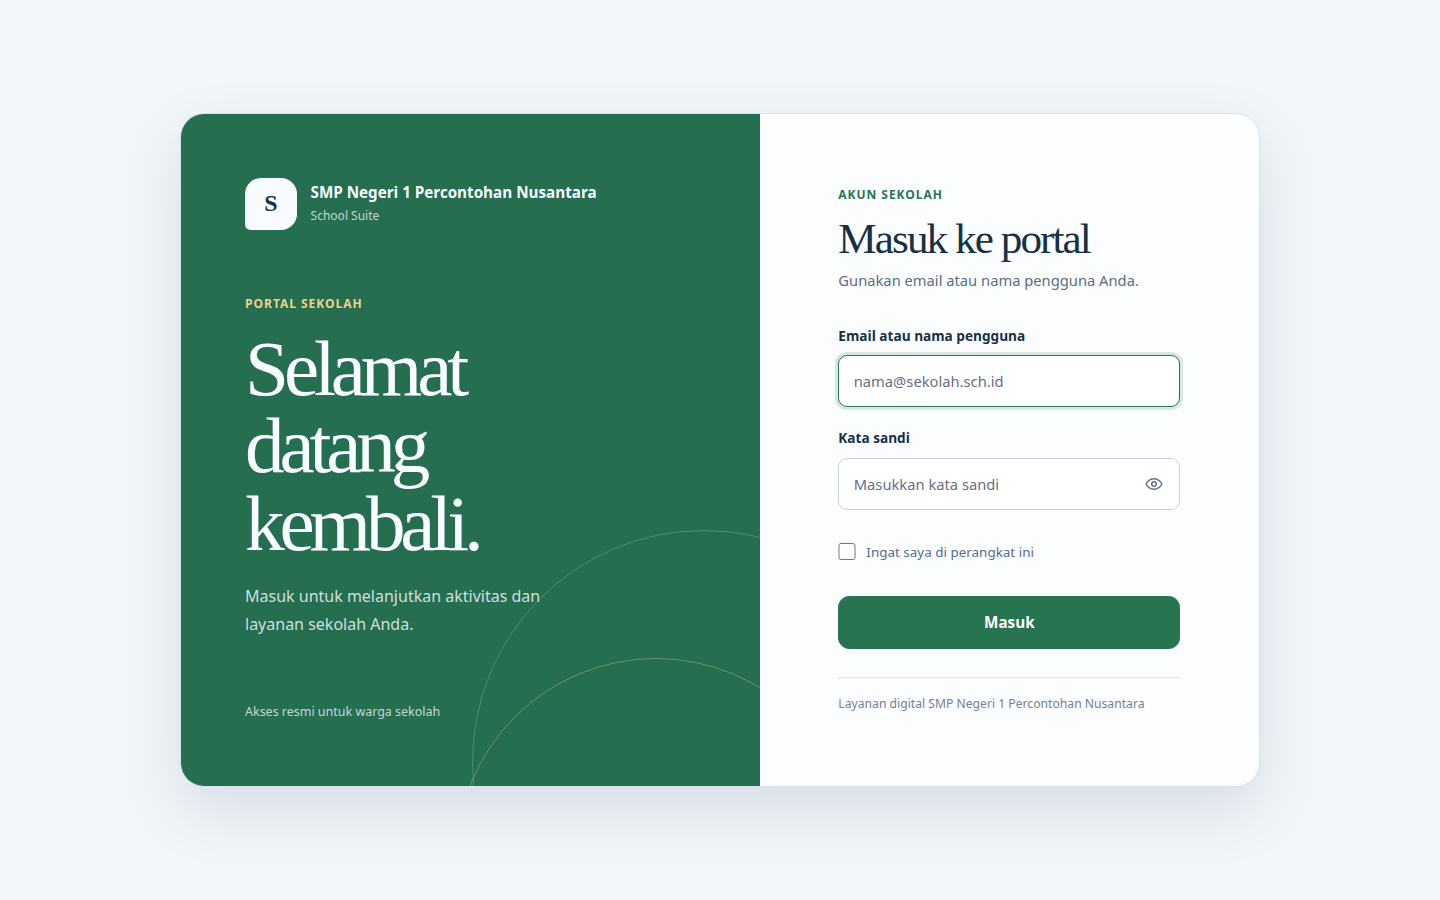 S
SMP Negeri 1 Percontohan Nusantara
School Suite
PORTAL SEKOLAH
Selamat
datang
kembali.
Masuk untuk melanjutkan aktivitas dan
layanan sekolah Anda.
Akses resmi untuk warga sekolah
AKUN SEKOLAH
Masuk ke portal
Gunakan email atau nama pengguna Anda.
Email atau nama pengguna
nama@sekolah.sch.id
Kata sandi
Masukkan kata sandi
Ingat saya di perangkat ini
Masuk
Layanan digital SMP Negeri 1 Percontohan Nusantara